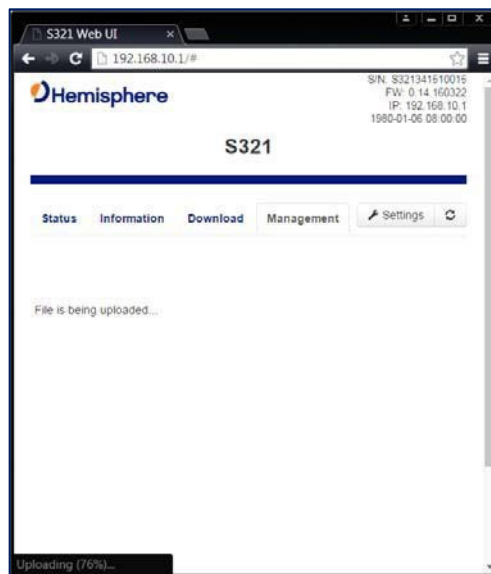 S321 Web UI ×
192.168.10.1/#
Hemisphere
S/N: S321341510015
FW: 0.14.160322
IP: 192.168.10.1
1980-01-06 08:00:00
S321
Status Information Download Management Settings
File is being uploaded...
Uploading (76%)...